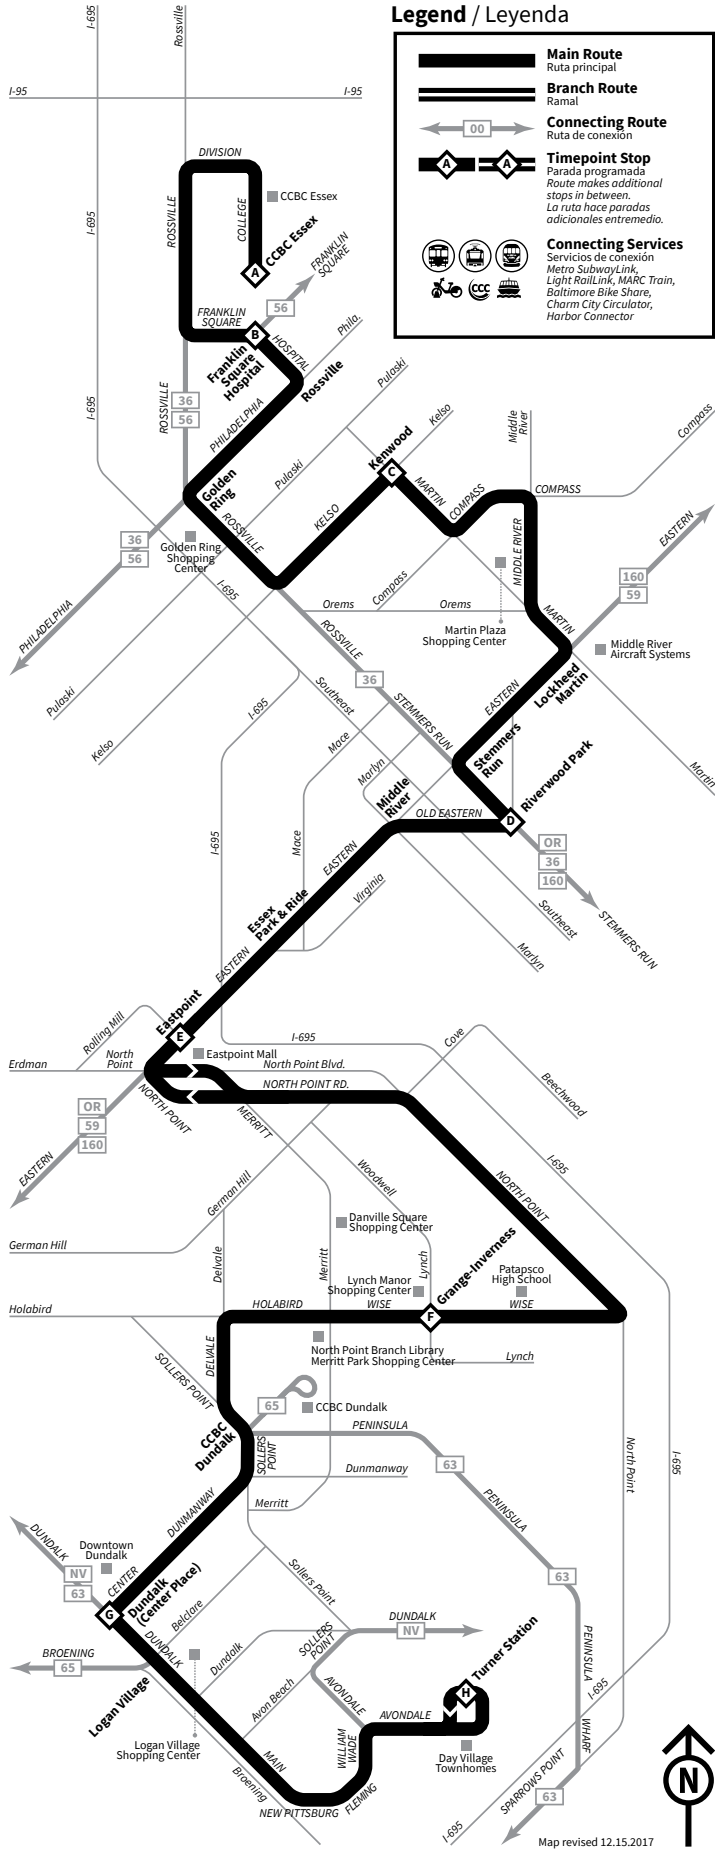 Legend / Leyenda
Main Route
Ruta principal
Branch Route
Ramal
00
Connecting Route
Ruta de conexión
A
A
Timepoint Stop
Parada programada
Route makes additional
stops in between.
La ruta hace paradas
adicionales entremedio.
CCC
Connecting Services
Servicios de conexión
Metro SubwayLink,
Light RailLink, MARC Train,
Baltimore Bike Share,
Charm City Circulator,
Harbor Connector
I-695
Rossville
I-95
I-95
DIVISION
CCBC Essex
I-695
ROSSVILLE
COLLEGE
CCBC Essex
A
FRANKLIN
SQUARE
56
FRANKLIN
SQUARE
B
HOSPITAL
Phila.
Franklin
Square
Hospital
Rossville
Pulaski
I-695
ROSSVILLE
36
56
PHILADELPHIA
Kelso
Middle
River
Compass
Kenwood
C
Pulaski
MARTIN
COMPASS
COMPASS
Golden
Ring
KELSO
ROSSVILLE
MIDDLE RIVER
EASTERN
36
56
Golden Ring
Shopping
Center
I-695
Compass
Orems
Orems
160
59
PHILADELPHIA
ROSSVILLE
Martin Plaza
Shopping Center
MARTIN
Middle River
Aircraft Systems
36
Southeast
Lockheed
Martin
EASTERN
Pulaski
Kelso
I-695
STEMMERS RUN
Mace
Stemmers
Run
Martin
Marlyn
Middle
River
Riverwood Park
OLD EASTERN
D
I-695
Mace
EASTERN
OR
36
160
Virginia
Essex
Park & Ride
Southeast
STEMMERS RUN
Marlyn
EASTERN
Eastpoint
E
Rolling Mill
I-695
Cove
Erdman
North
Point
Eastpoint Mall
North Point Blvd.
NORTH POINT RD.
Beechwood
NORTH POINT
MERRITT
OR
59
160
EASTERN
I-695
Woodwell
German Hill
NORTH POINT
Danville Square
Shopping Center
German Hill
Delvale
Merritt
Lynch
Grange-Inverness
Patapsco
High School
Lynch Manor
Shopping Center
Holabird
HOLABIRD
WISE
F
WISE
DELVALE
North Point Branch Library
Merritt Park Shopping Center
Lynch
SOLLERS POINT
65
CCBC Dundalk
CCBC
Dundalk
SOLLERS
POINT
PENINSULA
63
North Point
I-695
Dunmanway
PENINSULA
DUNMANWAY
Merritt
DUNDALK
Downtown
Dundalk
NV
63
CENTER
Sollers Point
63
G
Dundalk
(Center Place)
Belclare
DUNDALK
Dundalk
SOLLERS
POINT
DUNDALK
NV
BROENING
65
PENINSULA
Turner Station
Logan Village
Avon Beach
AVONDALE
H
I-695
AVONDALE
WHARF
WILLIAM
WADE
Logan Village
Shopping Center
Day Village
Townhomes
MAIN
Broening
SPARROWS POINT
63
FLEMING
NEW PITTSBURG
I-695
N
Map revised 12.15.2017